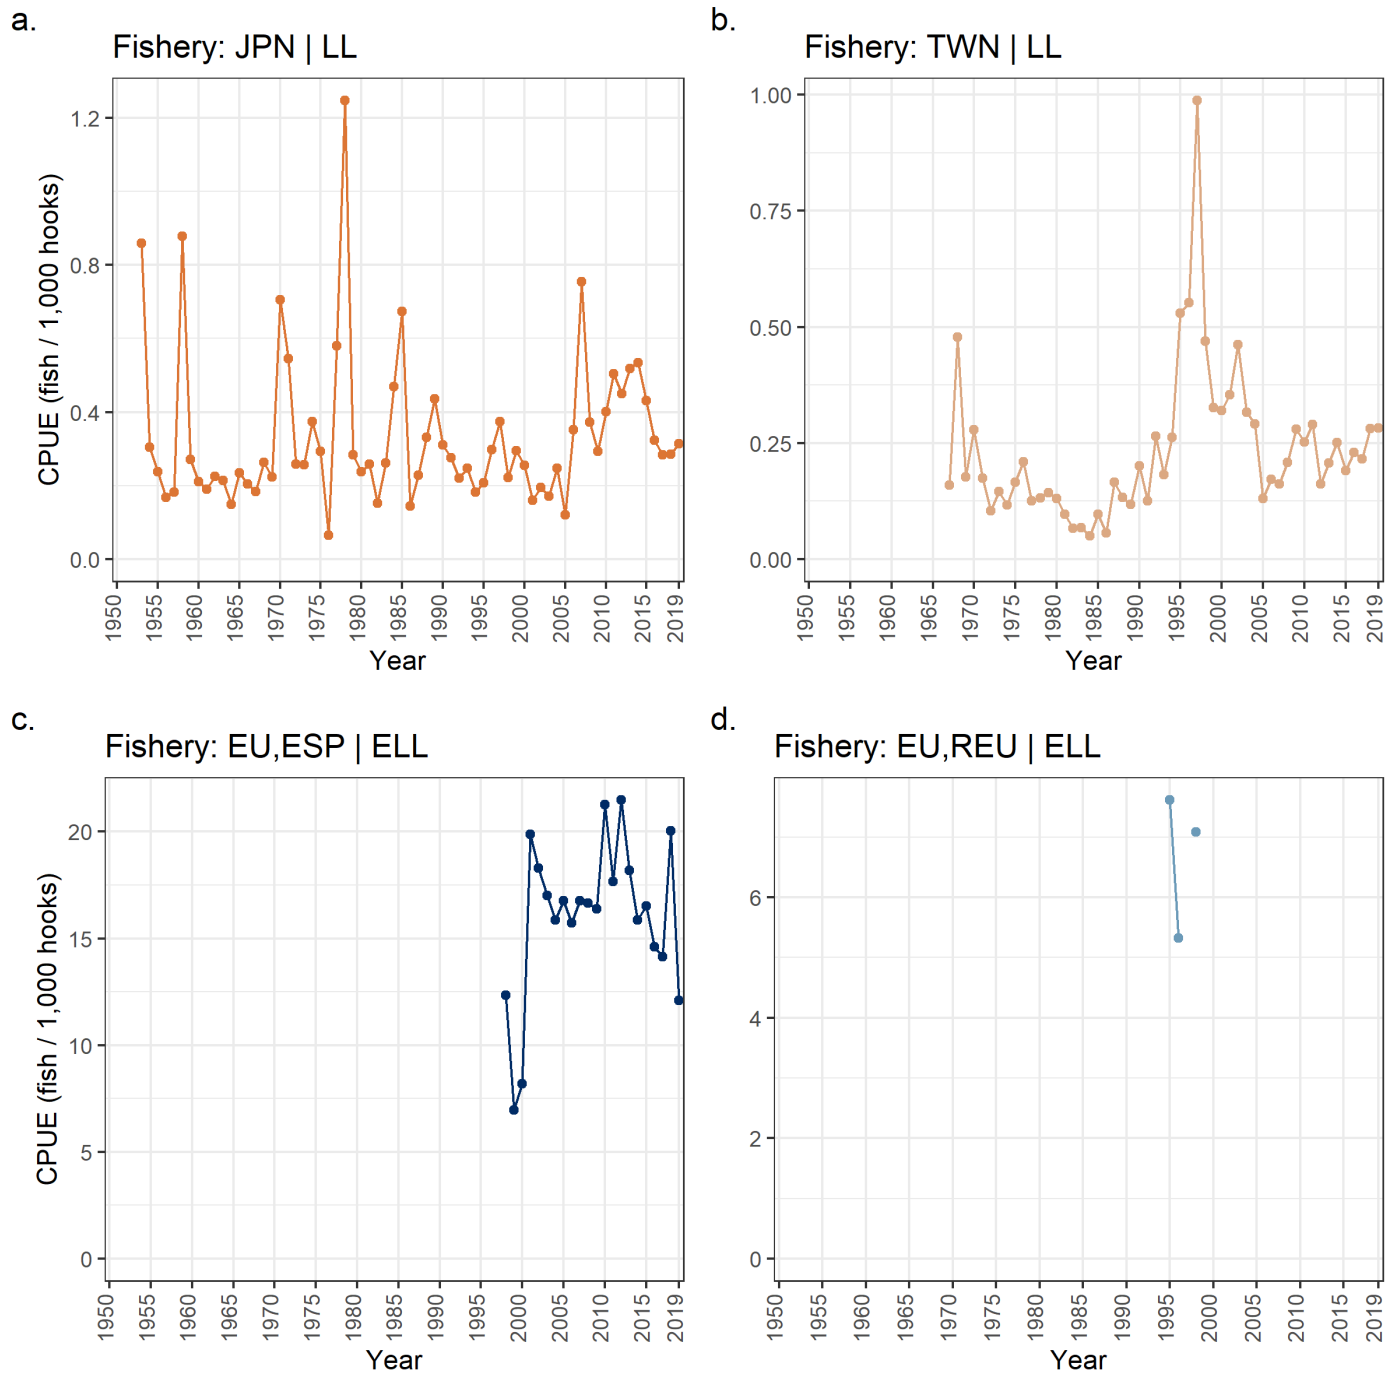 a.
Fishery: JPN | LL
CPUE (fish / 1,000 hooks)
1.2
0.8
0.4
0.0
1950 1955 1960 1965 1970 1975 1980 1985 1990 1995 2000 2005 2010 2015 2019
Year
b.
Fishery: TWN | LL
1.00
0.75
0.50
0.25
0.00
1950 1955 1960 1965 1970 1975 1980 1985 1990 1995 2000 2005 2010 2015 2019
Year
c.
Fishery: EU,ESP | ELL
CPUE (fish / 1,000 hooks)
20
15
10
5
0
1950 1955 1960 1965 1970 1975 1980 1985 1990 1995 2000 2005 2010 2015 2019
Year
d.
Fishery: EU,REU | ELL
6
4
2
0
1950 1955 1960 1965 1970 1975 1980 1985 1990 1995 2000 2005 2010 2015 2019
Year